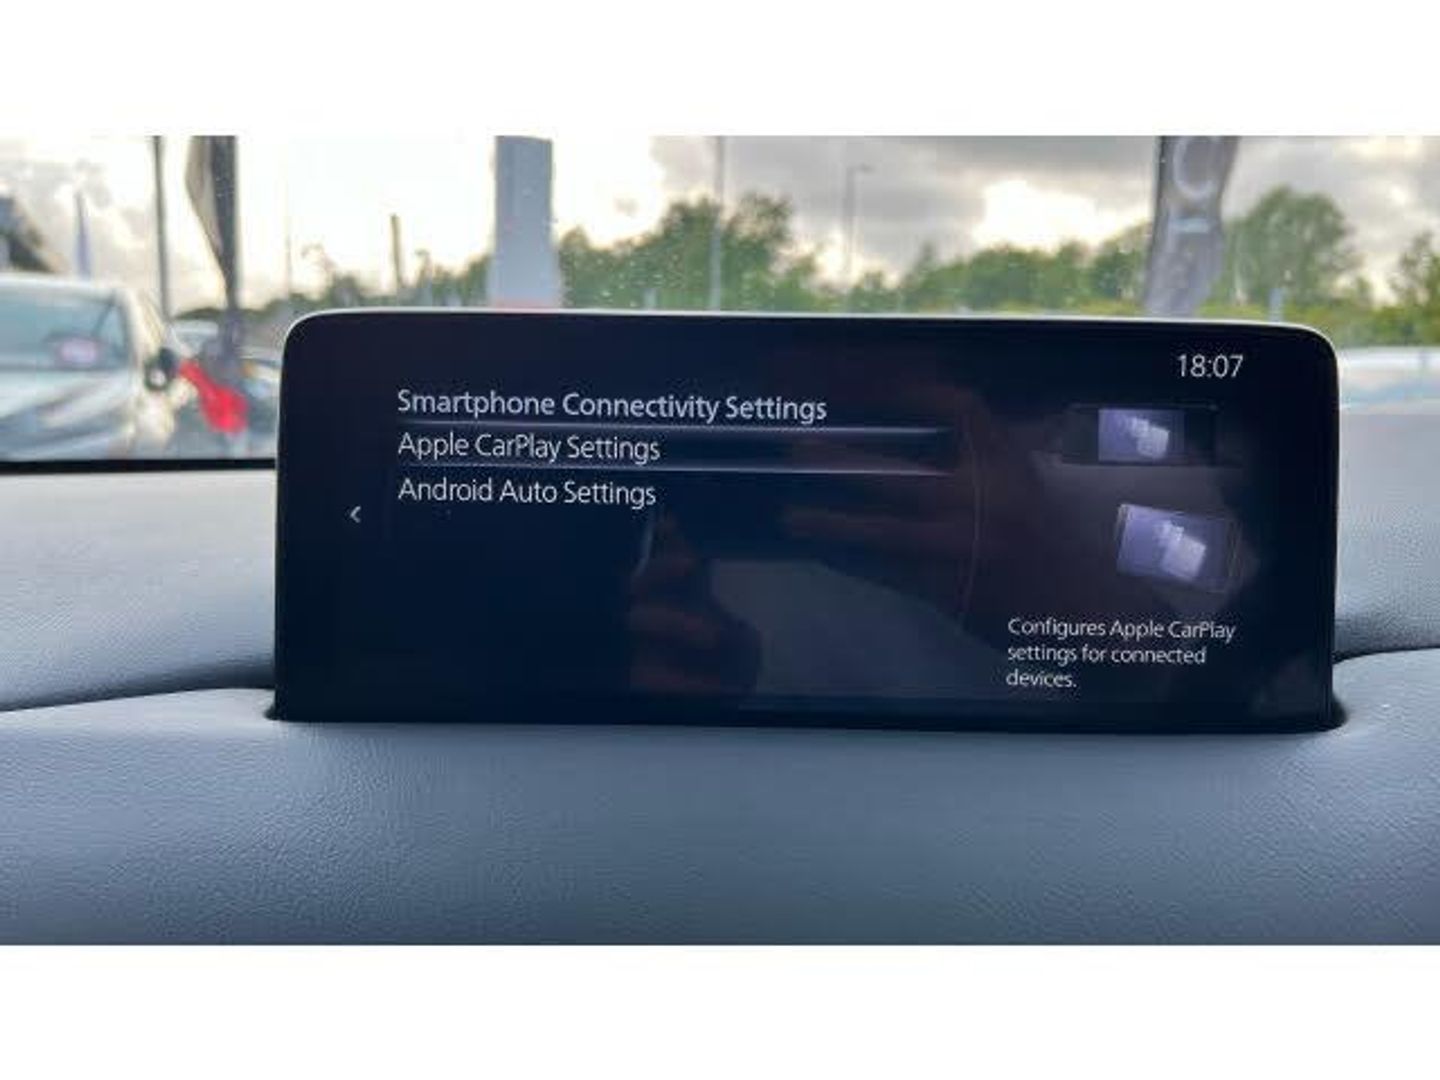 18:07
Smartphone Connectivity Settings
Apple CarPlay Settings
Android Auto Settings
<
Configures Apple CarPlay
settings for connected
devices.